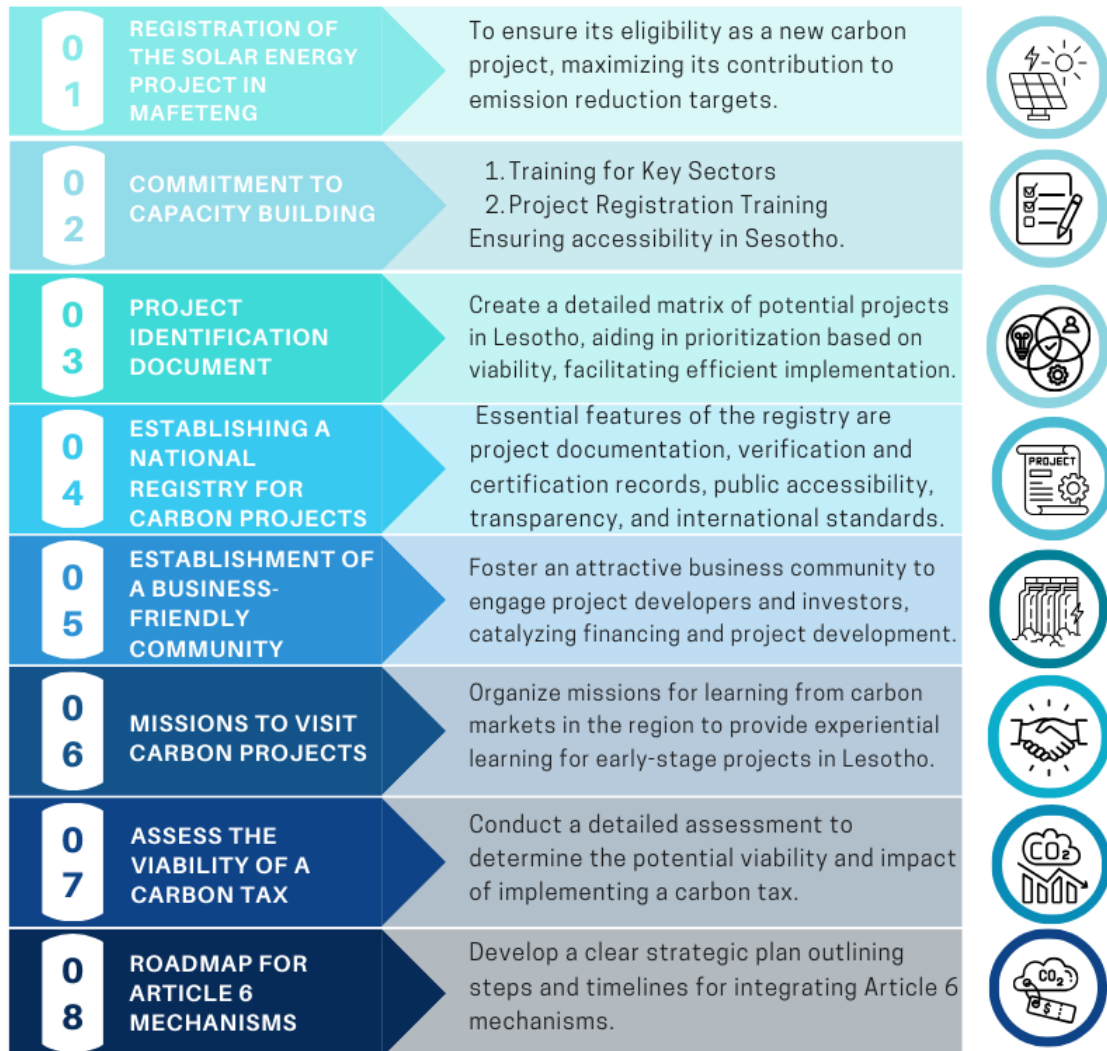 01
REGISTRATION OF
THE SOLAR ENERGY
PROJECT IN
MAFETENG
To ensure its eligibility as a new carbon
project, maximizing its contribution to
emission reduction targets.
02
COMMITMENT TO
CAPACITY BUILDING
1. Training for Key Sectors
2. Project Registration Training
Ensuring accessibility in Sesotho.
03
PROJECT
IDENTIFICATION
DOCUMENT
Create a detailed matrix of potential projects
in Lesotho, aiding in prioritization based on
viability, facilitating efficient implementation.
04
ESTABLISHING A
NATIONAL
REGISTRY FOR
CARBON PROJECTS
Essential features of the registry are
project documentation, verification and
certification records, public accessibility,
transparency, and international standards.
PROJECT
05
ESTABLISHMENT OF
A BUSINESS-
FRIENDLY
COMMUNITY
Foster an attractive business community to
engage project developers and investors,
catalyzing financing and project development.
06
MISSIONS TO VISIT
CARBON PROJECTS
Organize missions for learning from carbon
markets in the region to provide experiential
learning for early-stage projects in Lesotho.
07
ASSESS THE
VIABILITY OF A
CARBON TAX
Conduct a detailed assessment to
determine the potential viability and impact
of implementing a carbon tax.
CO₂
08
ROADMAP FOR
ARTICLE 6
MECHANISMS
Develop a clear strategic plan outlining
steps and timelines for integrating Article 6
mechanisms.
CO₂
$